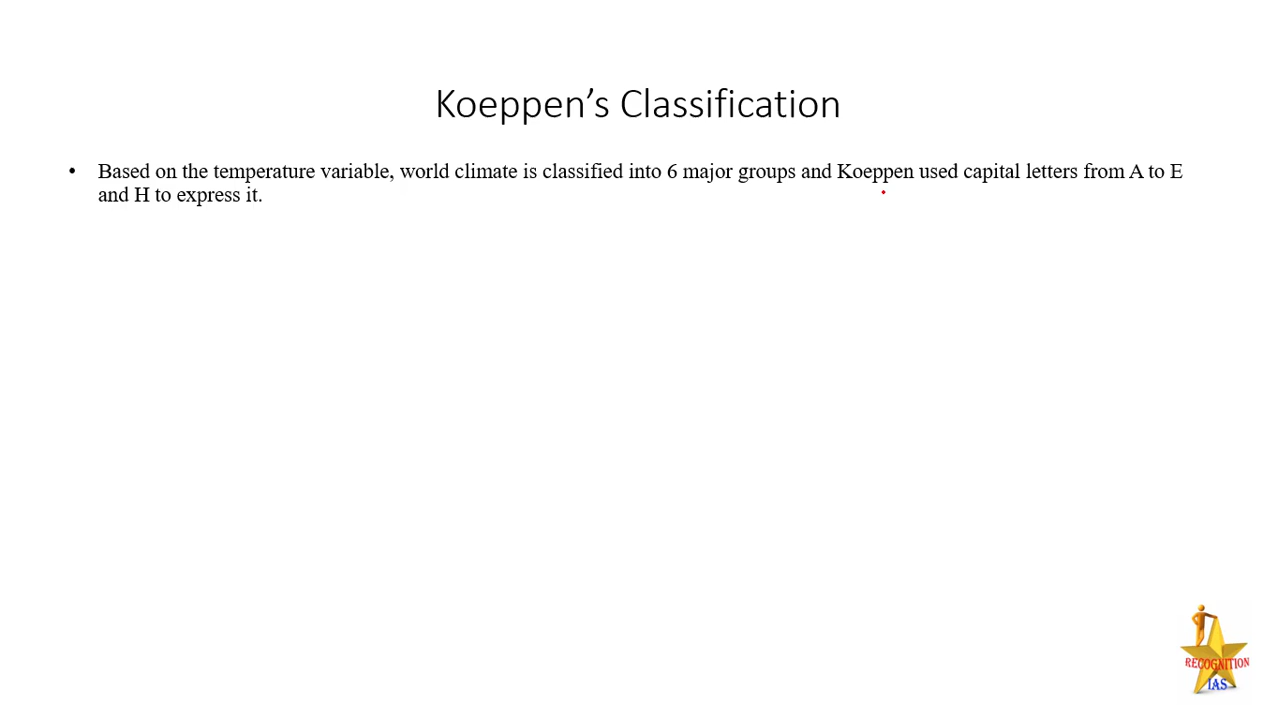 Koeppen’s Classification
• Based on the temperature variable, world climate is classified into 6 major groups and Koeppen used capital letters from A to E
and H to express it.
RECOGNITION
IAS